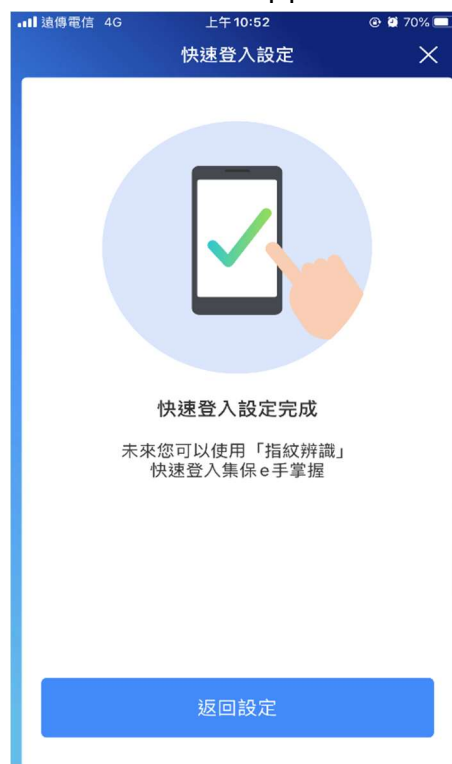 遠傳電信 4G 上午10:52 70%
快速登入設定
快速登入設定完成
未來您可以使用「指紋辨識」
快速登入集保e手掌握
返回設定